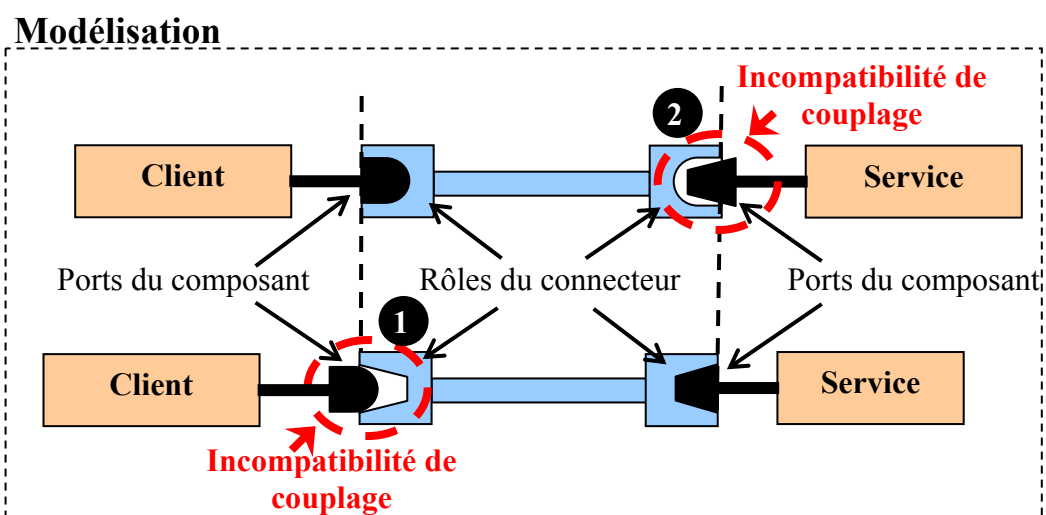 Modélisation
Incompatibilité de
couplage
2
Client
Service
Ports du composant
Rôles du connecteur
Ports du composant
1
Client
Service
Incompatibilité de
couplage